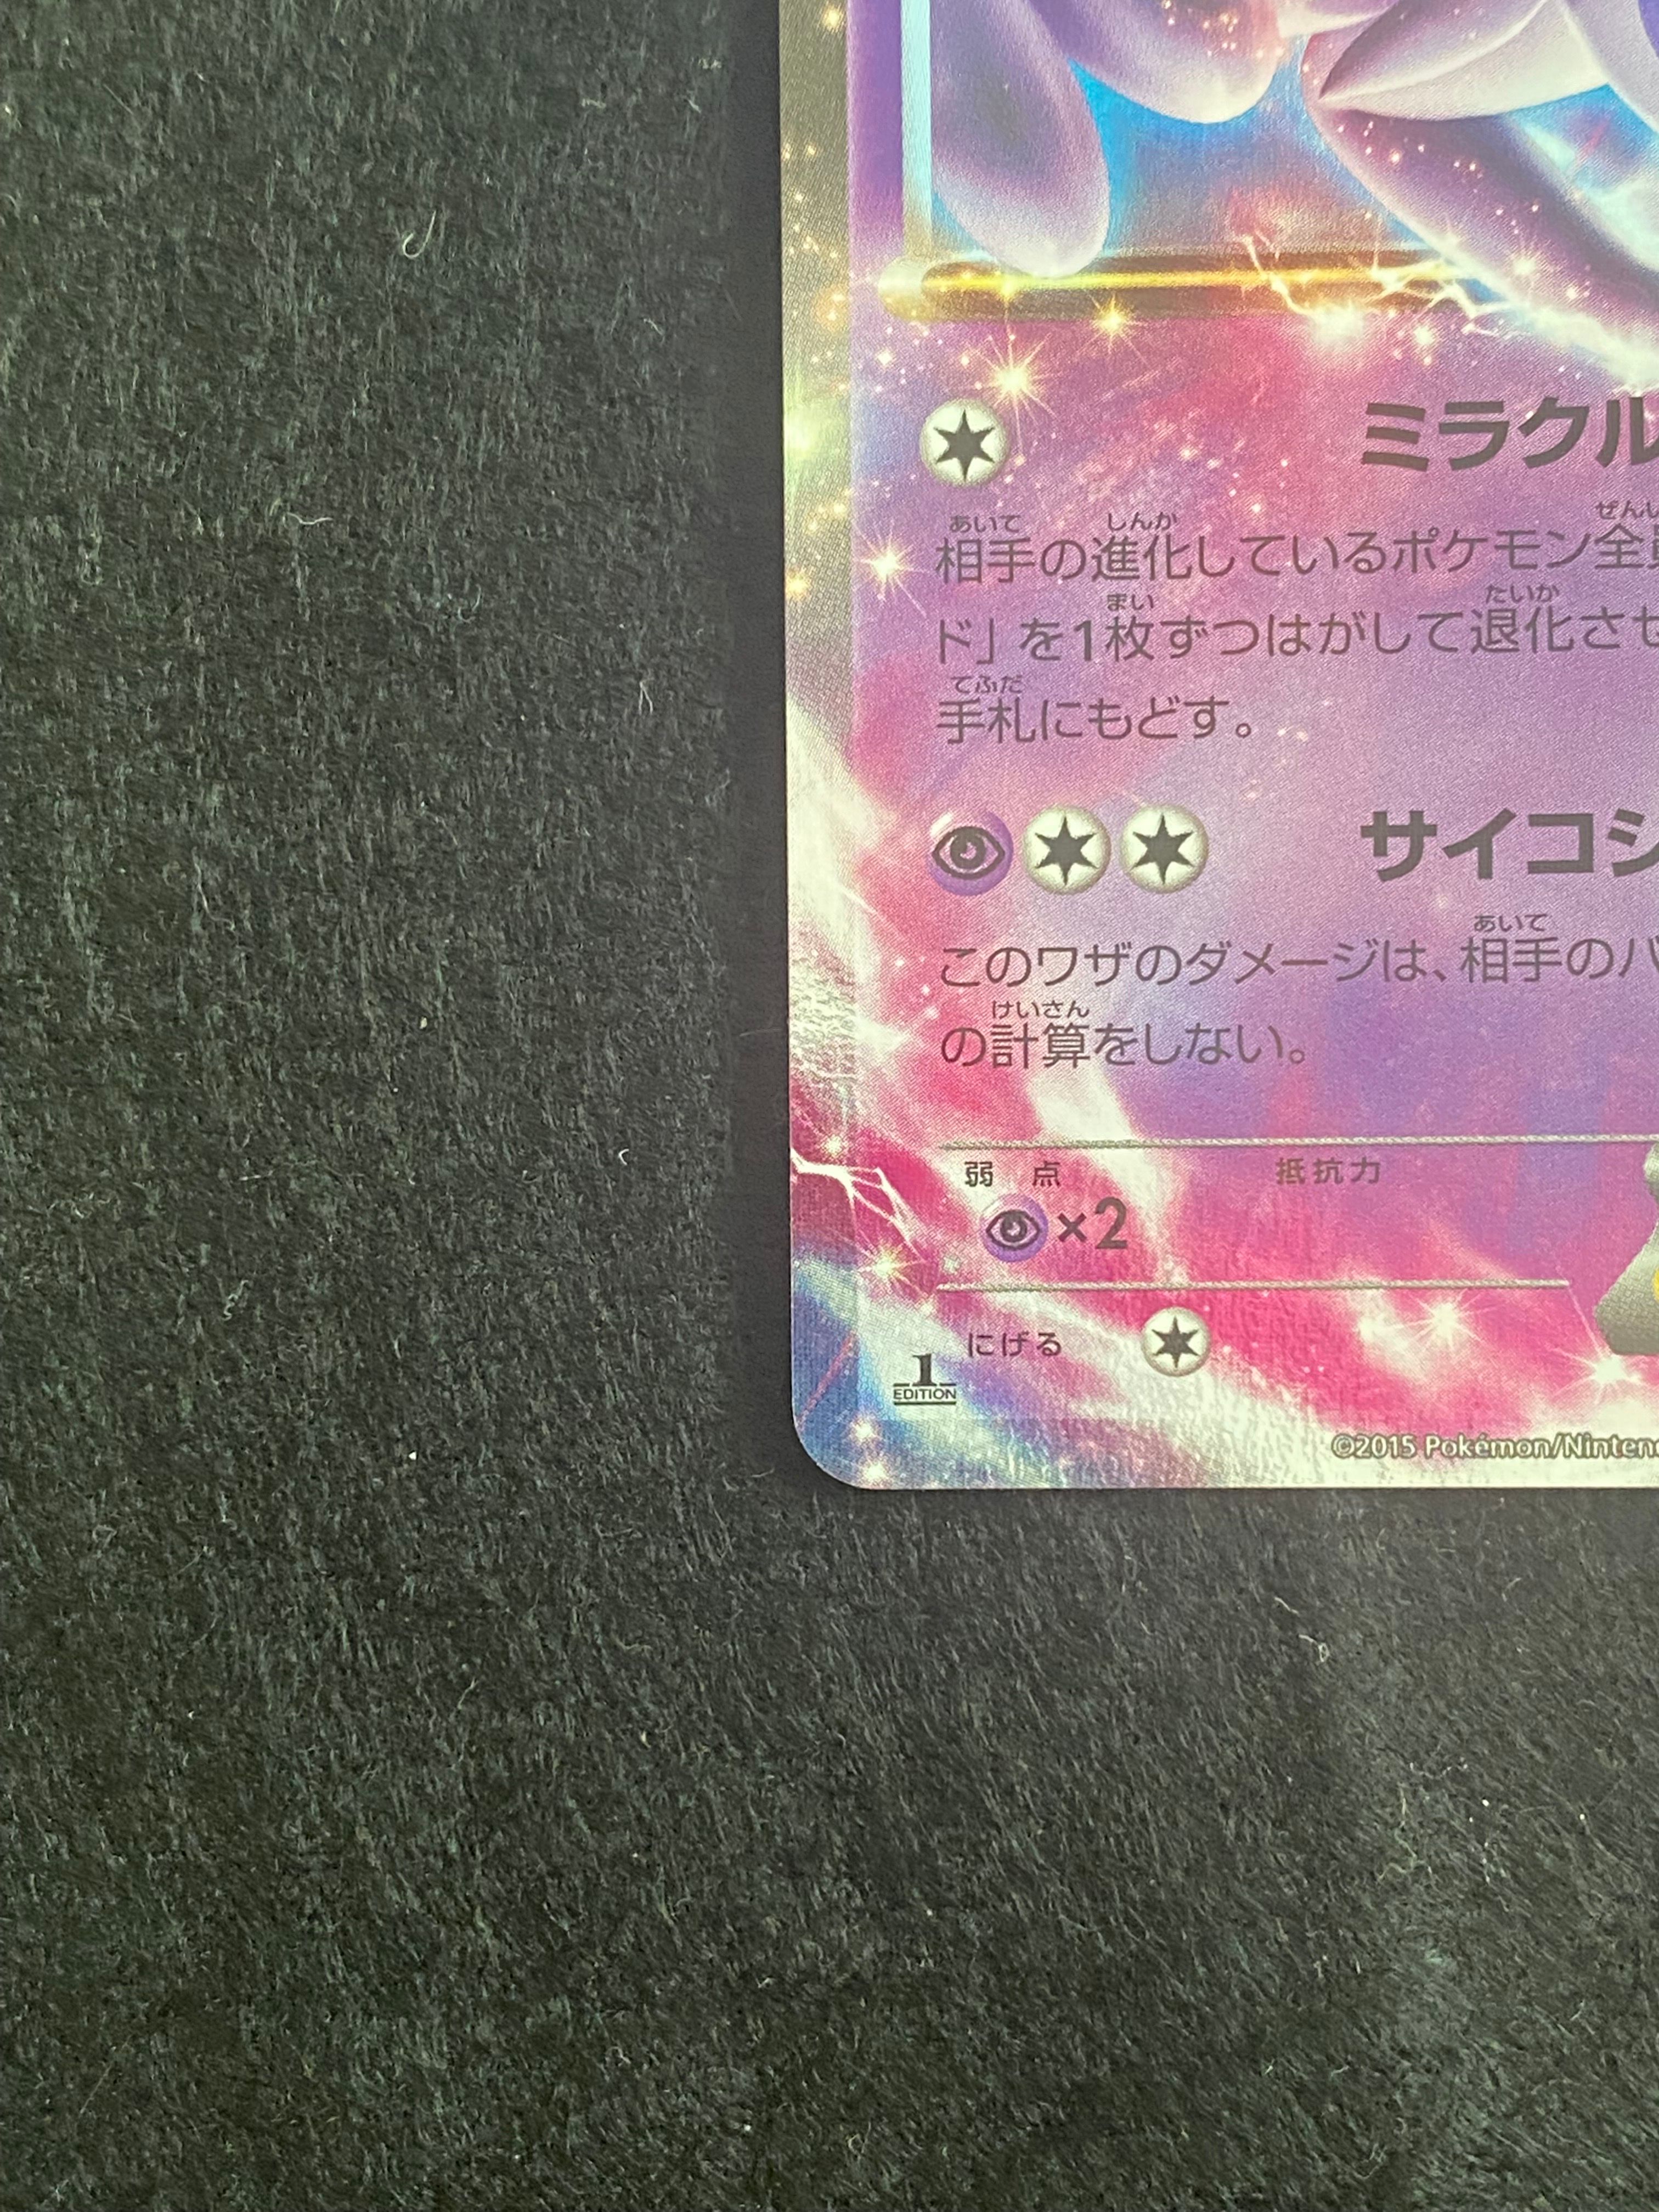 ミラクル
相手の進化しているポケモン全員
あいて しんか ぜんい
ド」を1枚ずつはがして退化させ
まい たいか
手札にもどす。
てふだ
サイコシ
このワザのダメージは、相手のバ
あいて
の計算をしない。
けいさん
弱点 抵抗力
×2
にげる
1
EDITION
©2015 Pokémon/Ninten